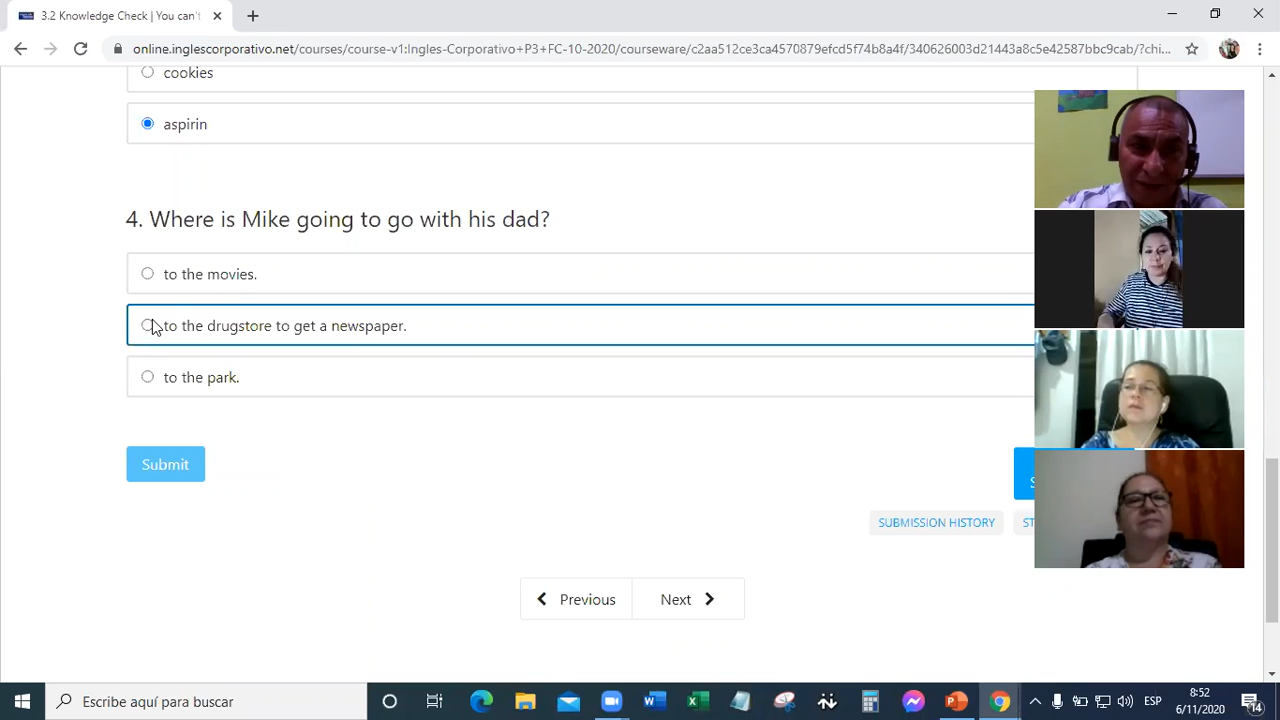 3.2 Knowledge Check | You can't
online.inglescorporativo.net/courses/course-v1:Ingles-Corporativo+P3+FC-10-2020/courseware/c2aa512ce3ca4570879efcd5f74b8a4f/340626003d21443a8c5e42587bbc9cab/?chi...
cookies
aspirin
4. Where is Mike going to go with his dad?
to the movies.
to the drugstore to get a newspaper.
to the park.
Submit
S
SUBMISSION HISTORY
ST
Previous
Next
Escribe aquí para buscar
ESP
8:52
6/11/2020
14